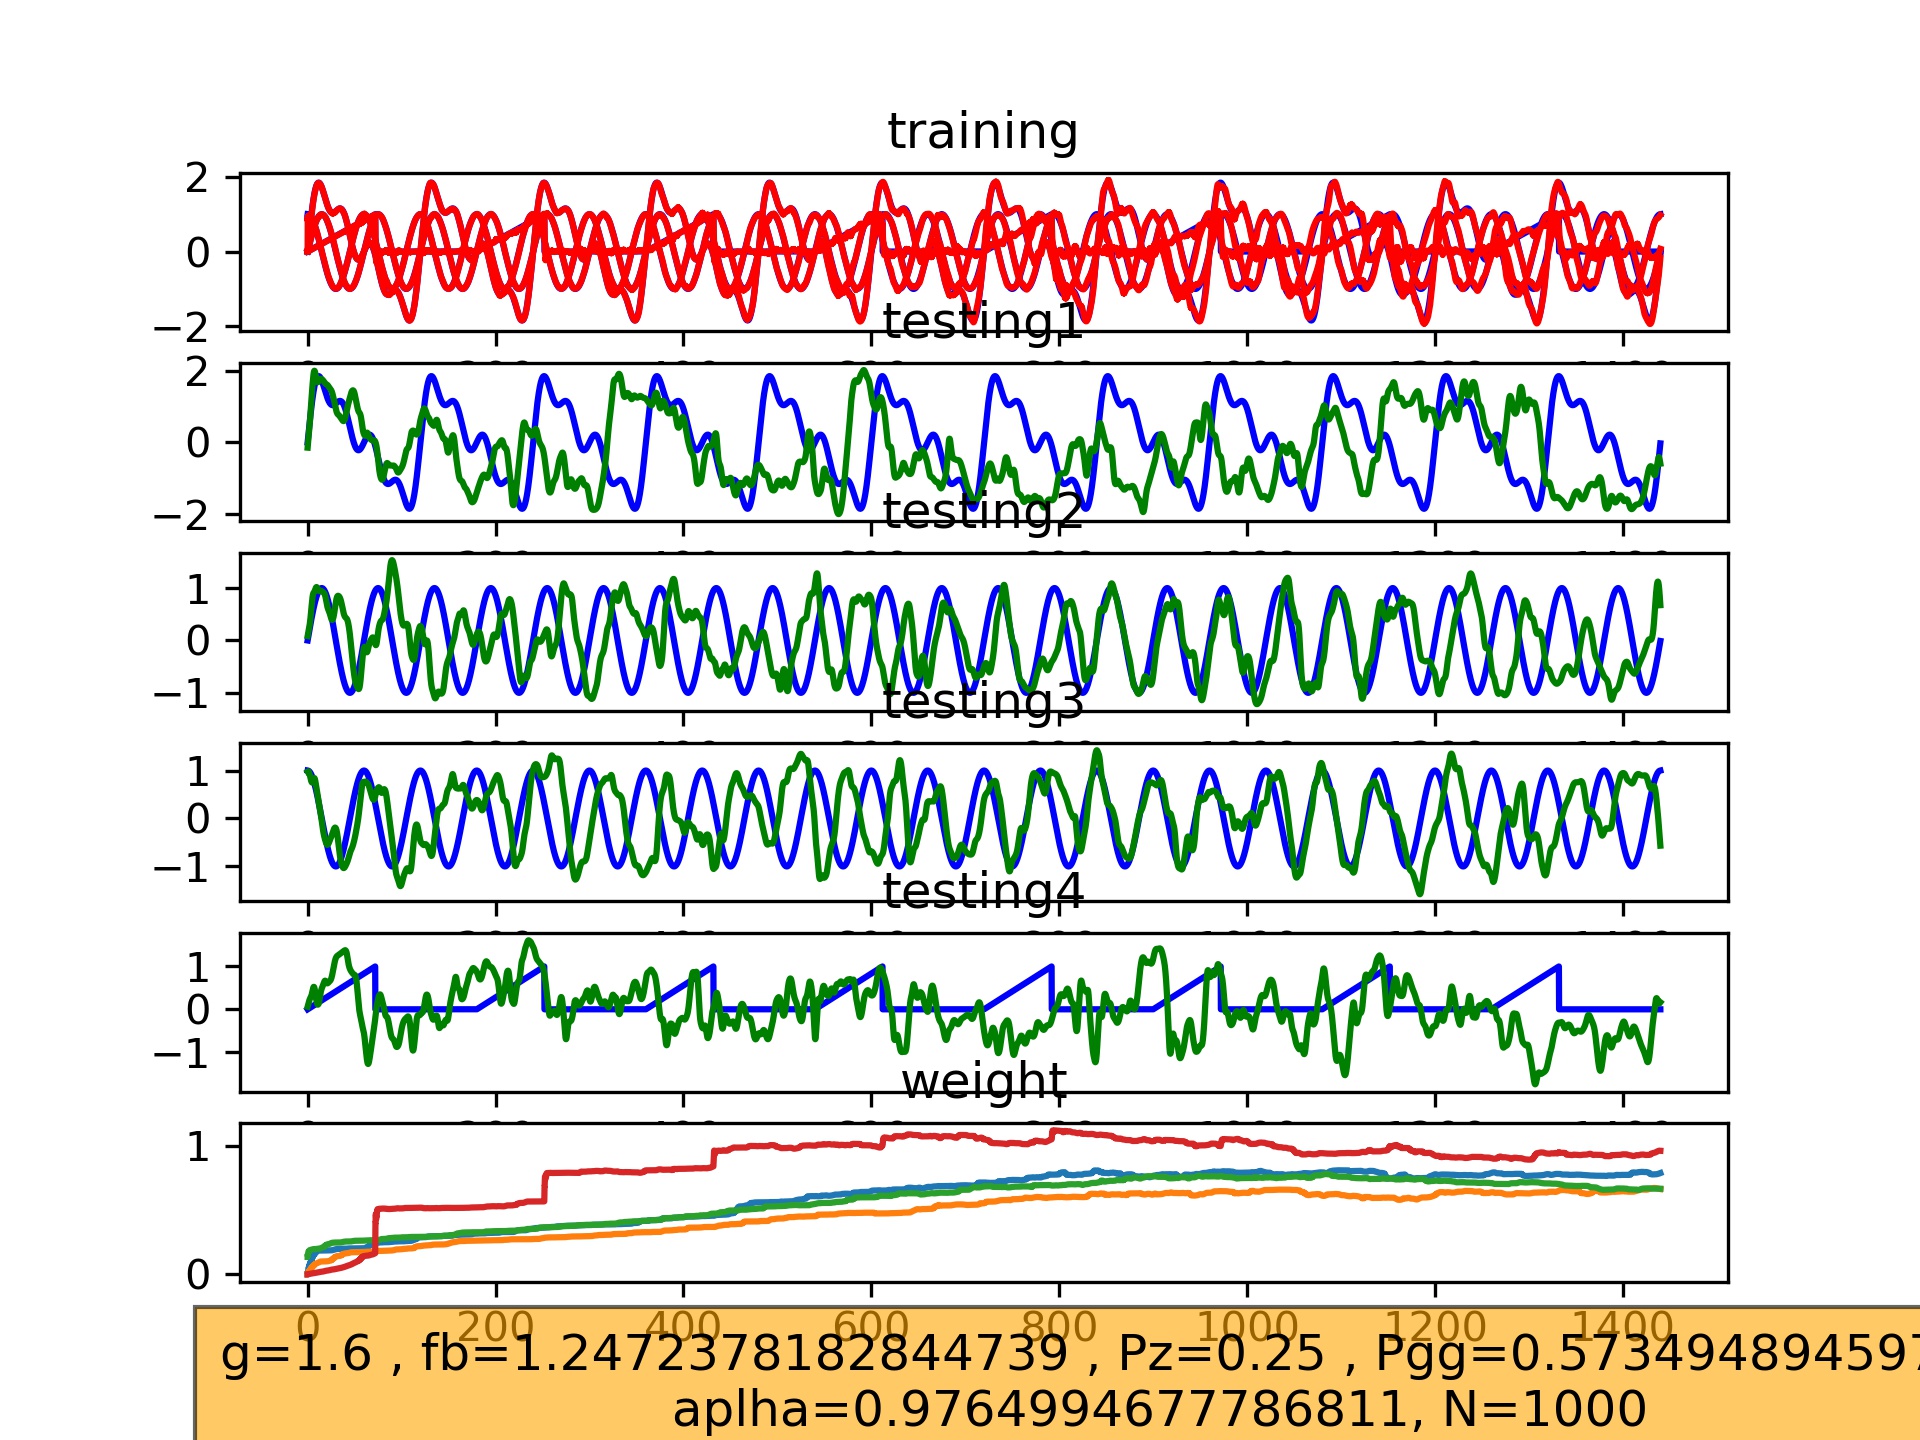 training
2
0
−2
testing1
2
0
−2
testing2
1
0
−1
testing3
1
0
−1
testing4
1
0
−1
weight
1
0
0 200 400 600 800 1000 1200 1400
g=1.6 , fb=1.2472378182844739 , Pz=0.25 , Pgg=0.573494894597
aplha=0.9764994677786811, N=1000